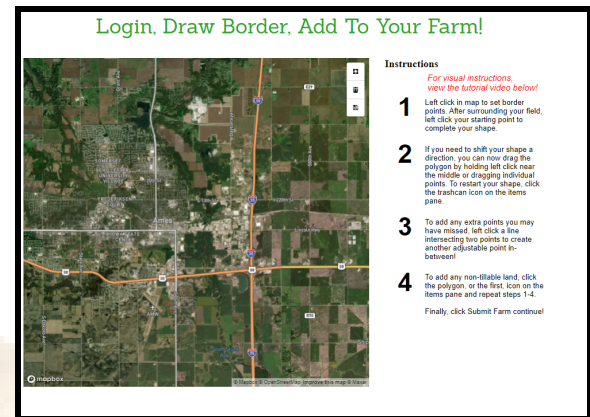 Login, Draw Border, Add To Your Farm!
Instructions
For visual instructions,
view the tutorial video below!
1
Left click in map to set border
points. After surrounding your field,
left click your starting point to
complete your shape.
2
If you need to shift your shape a
direction, you can now drag the
polygon by holding left click near
the middle or dragging individual
points. To restart your shape, click
the trashcan icon on the items
pane.
3
To add any extra points you may
have missed, left click a line
intersecting two points to create
another adjustable point in-
between!
4
To add any non-tillable land, click
the polygon, or the first, icon on the
items pane and repeat steps 1-4.
Finally, click Submit Farm continue!
SOMERSET
UNIVERSITY
VILLAGE
Ames
30
30
30
35
mapbox
© Mapbox © OpenStreetMap Improve this map © Maxar